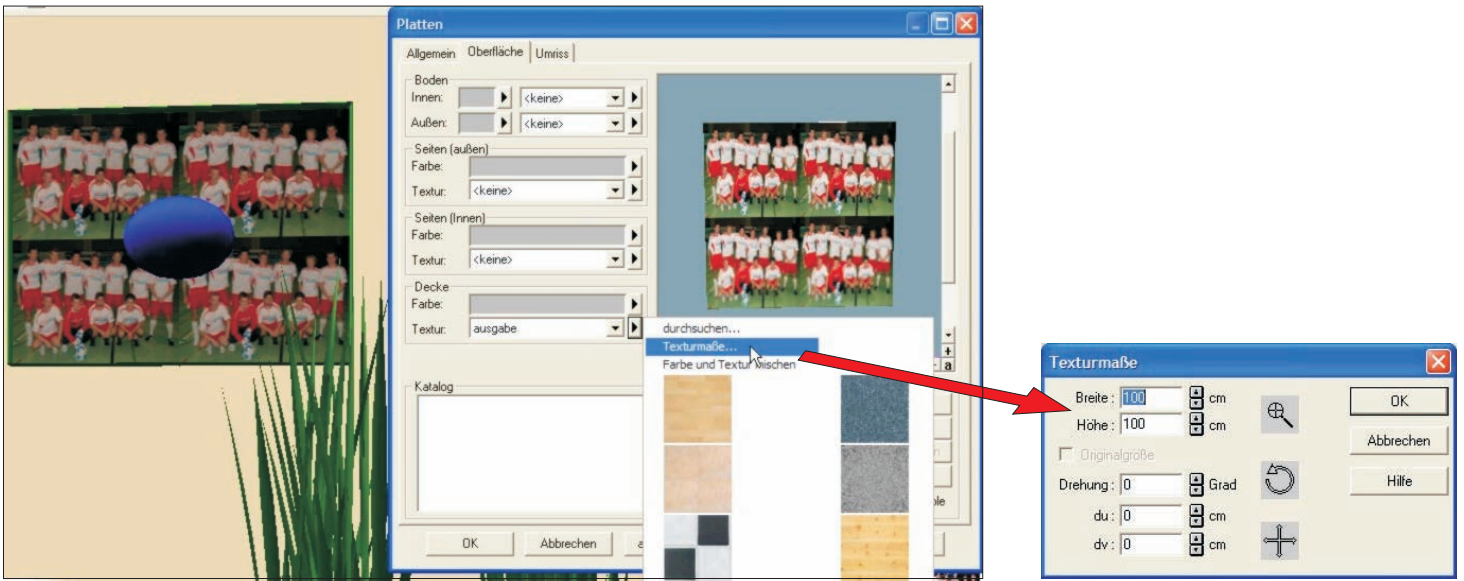 Platten
Allgemein Oberfläche Umriss
Boden
Innen: <keine>
Außen: <keine>
Seiten (außen)
Farbe:
Textur: <keine>
Seiten (Innen)
Farbe:
Textur: <keine>
Decke
Farbe:
Textur: ausgabe
durchsuchen...
Texturmaße...
Farbe und Textur mischen
a
Katalog
OK Abbrechen
Texturmaße
Breite : 100 cm
Höhe : 100 cm
Originalgröße
Drehung : 0 Grad
du : 0 cm
dv : 0 cm
OK
Abbrechen
Hilfe